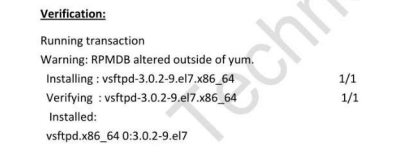 Verification:
Running transaction
Warning: RPMDB altered outside of yum.
Installing : vsftpd-3.0.2-9.el7.x86_64 1/1
Verifying : vsftpd-3.0.2-9.el7.x86_64 1/1
Installed:
vsftpd.x86_64 0:3.0.2-9.el7
Techn